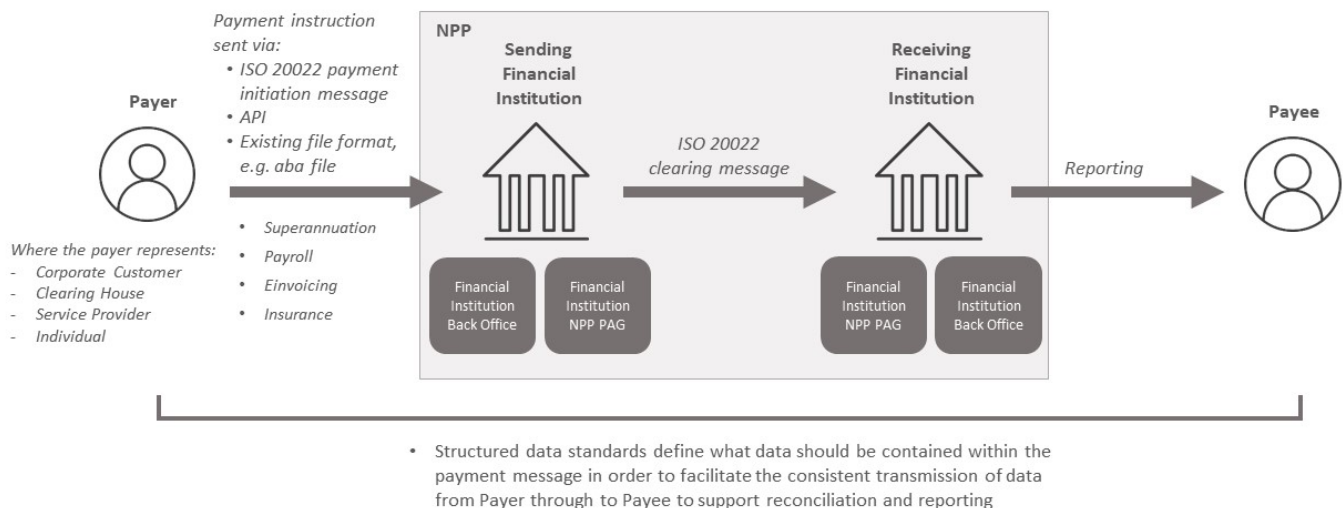 Payment instruction
sent via:
• ISO 20022 payment
initiation message
• API
• Existing file format,
e.g. aba file
Payer
Where the payer represents:
- Corporate Customer
- Clearing House
- Service Provider
- Individual
• Superannuation
• Payroll
• Einvoicing
• Insurance
NPP
Sending
Financial
Institution
Financial
Institution
Back Office
Financial
Institution
NPP PAG
ISO 20022
clearing message
Receiving
Financial
Institution
Financial
Institution
NPP PAG
Financial
Institution
Back Office
Reporting
Payee
• Structured data standards define what data should be contained within the
payment message in order to facilitate the consistent transmission of data
from Payer through to Payee to support reconciliation and reporting